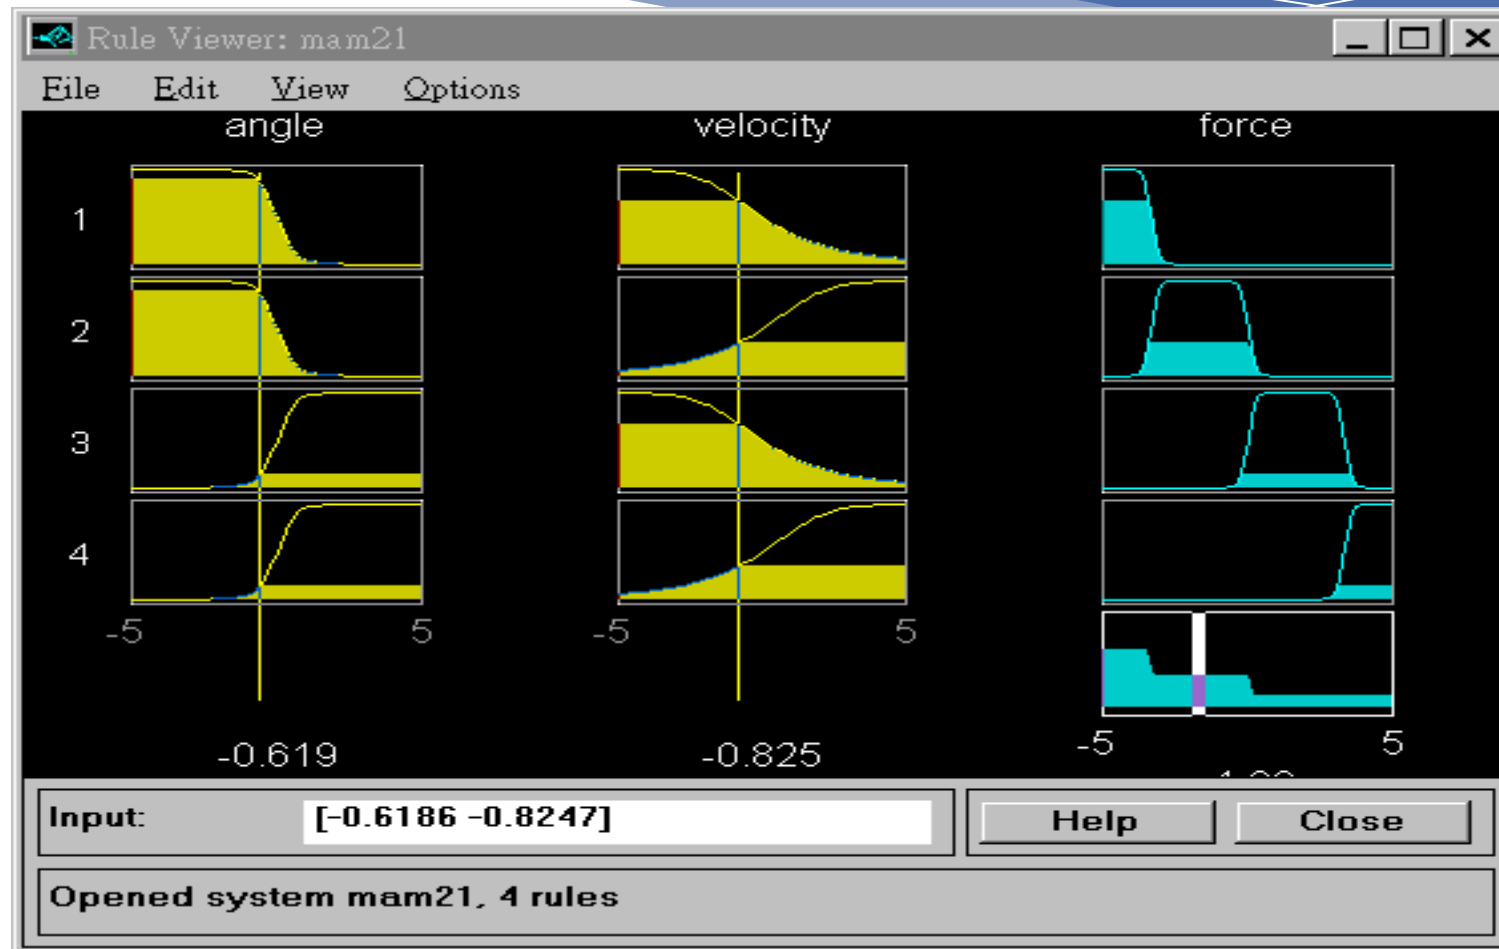 Rule Viewer: mam21
File Edit View Options
angle velocity force
1
2
3
4
-5 5 -5 5
-5 5
-0.619 -0.825
Input: [-0.6186 -0.8247] Help Close
Opened system mam21, 4 rules